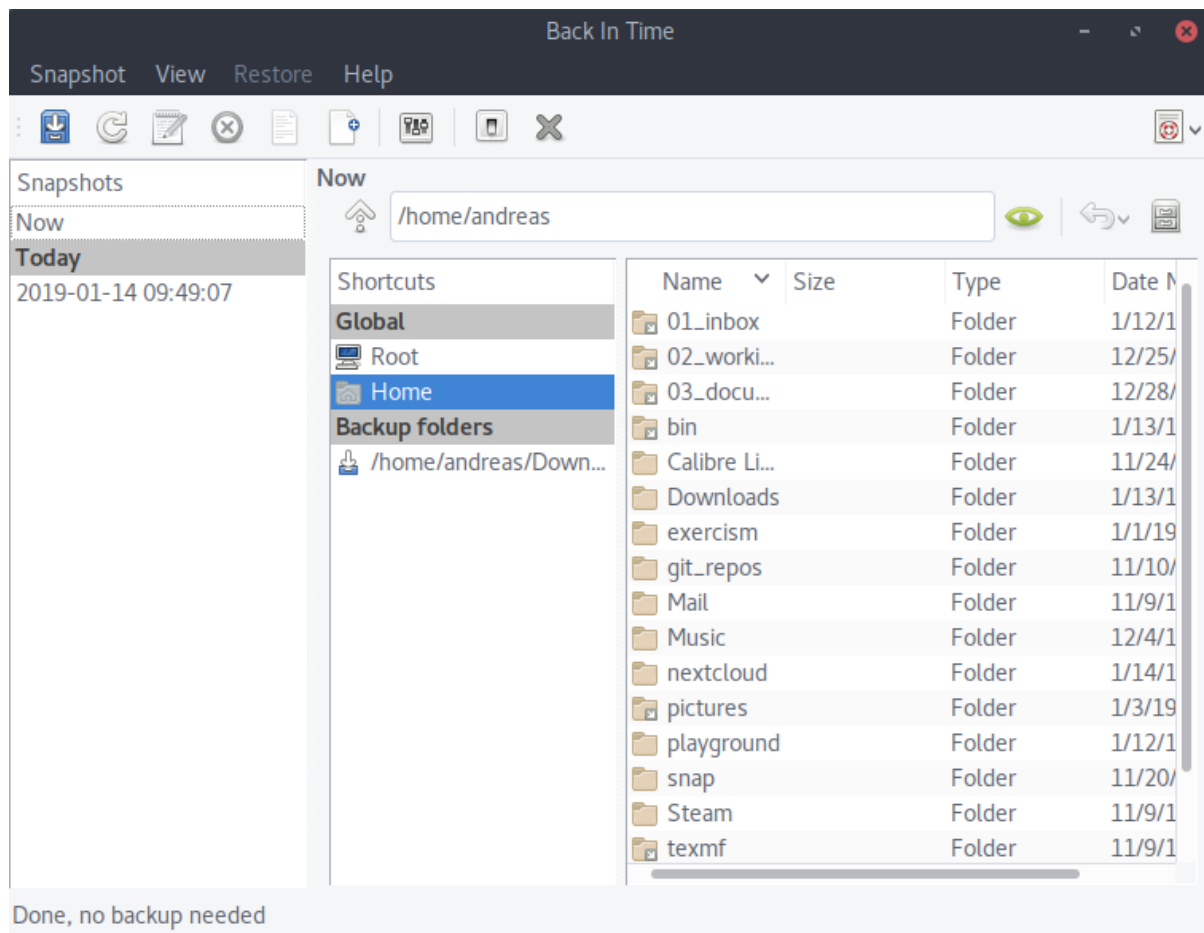 Back In Time
Snapshot View Restore Help
Snapshots
Now
Today
2019-01-14 09:49:07
Now
/home/andreas
Shortcuts
Global
Root
Home
Backup folders
/home/andreas/Down...
Name Size Type Date M
01_inbox Folder 1/12/1
02_worki... Folder 12/25/
03_docu... Folder 12/28/
bin Folder 1/13/1
Calibre Li... Folder 11/24/
Downloads Folder 1/13/1
exercism Folder 1/1/19
git_repos Folder 11/10/
Mail Folder 11/9/1
Music Folder 12/4/1
nextcloud Folder 1/14/1
pictures Folder 1/3/19
playground Folder 1/12/1
snap Folder 11/20/
Steam Folder 11/9/1
texmf Folder 11/9/1
Done, no backup needed